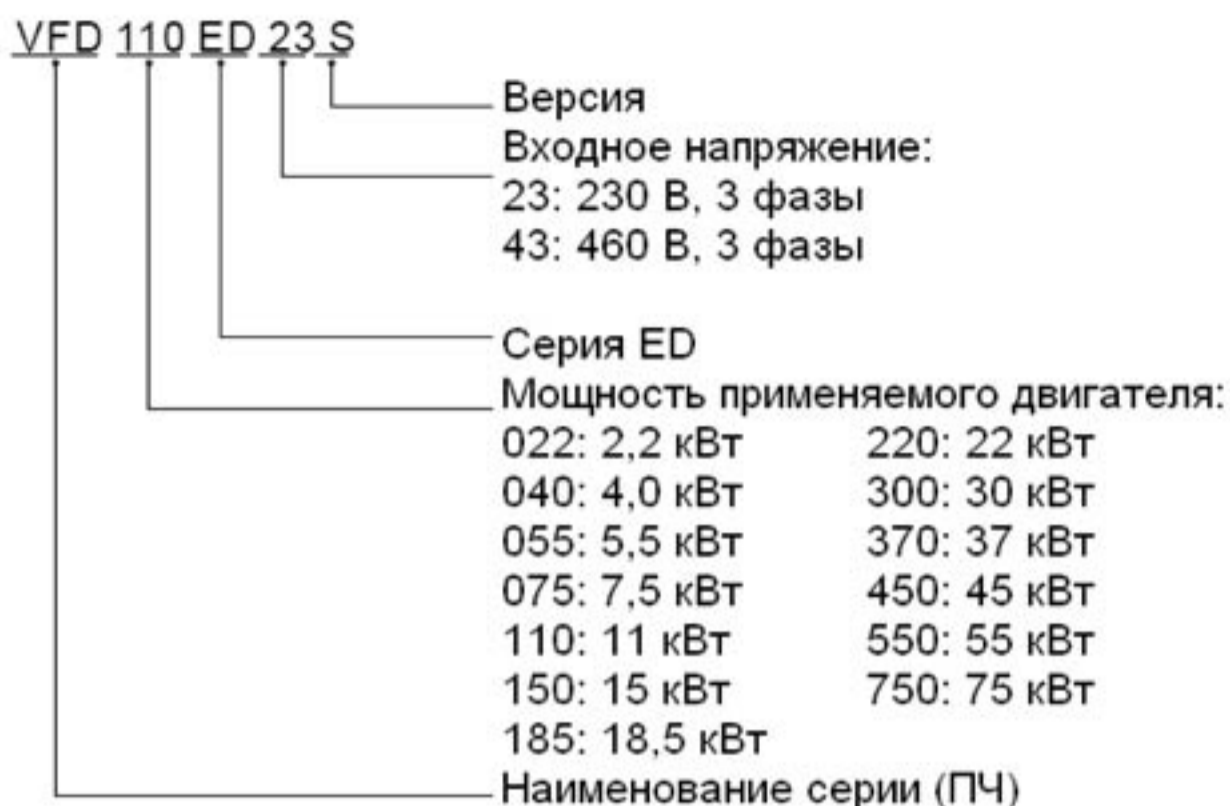 VFD 110 ED 23 S
Версия
Входное напряжение:
23: 230 В, 3 фазы
43: 460 В, 3 фазы
Серия ED
Мощность применяемого двигателя:
022: 2,2 кВт 220: 22 кВт
040: 4,0 кВт 300: 30 кВт
055: 5,5 кВт 370: 37 кВт
075: 7,5 кВт 450: 45 кВт
110: 11 кВт 550: 55 кВт
150: 15 кВт 750: 75 кВт
185: 18,5 кВт
Наименование серии (ПЧ)